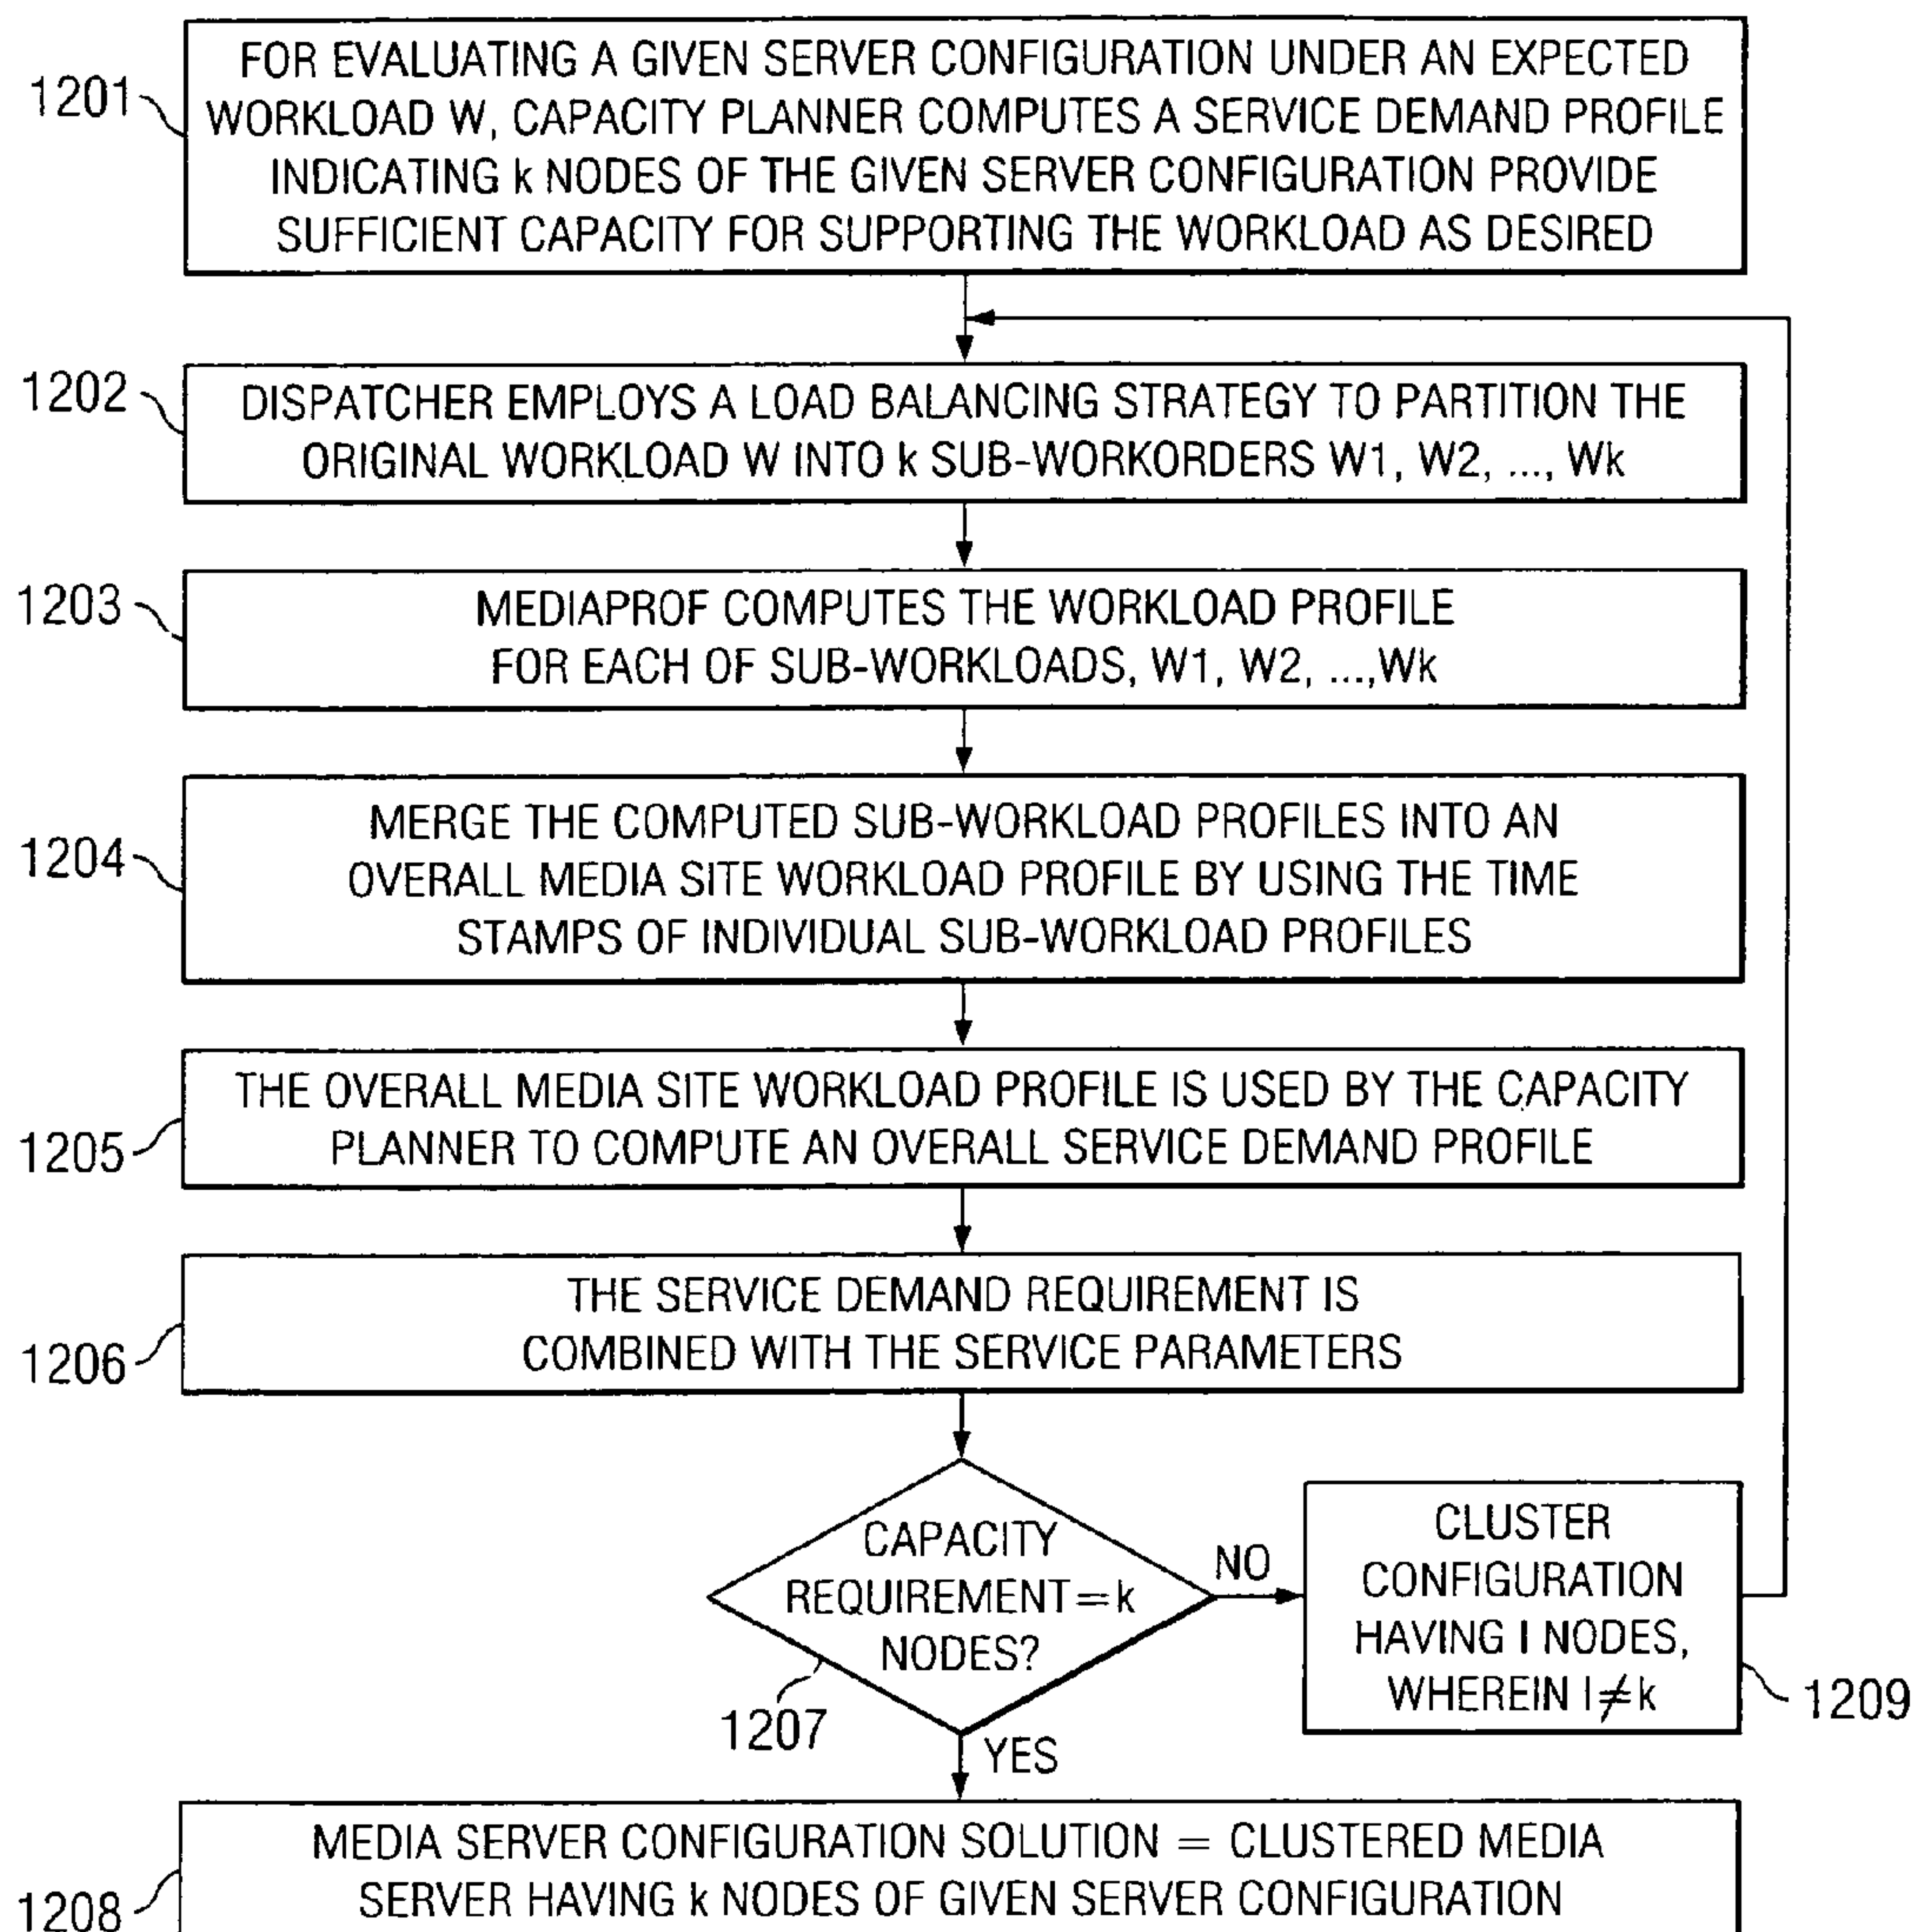 1201
FOR EVALUATING A GIVEN SERVER CONFIGURATION UNDER AN EXPECTED
WORKLOAD W, CAPACITY PLANNER COMPUTES A SERVICE DEMAND PROFILE
INDICATING k NODES OF THE GIVEN SERVER CONFIGURATION PROVIDE
SUFFICIENT CAPACITY FOR SUPPORTING THE WORKLOAD AS DESIRED
1202
DISPATCHER EMPLOYS A LOAD BALANCING STRATEGY TO PARTITION THE
ORIGINAL WORKLOAD W INTO k SUB-WORKORDERS W1, W2, ..., Wk
1203
MEDIAPROF COMPUTES THE WORKLOAD PROFILE
FOR EACH OF SUB-WORKLOADS, W1, W2, ...,Wk
1204
MERGE THE COMPUTED SUB-WORKLOAD PROFILES INTO AN
OVERALL MEDIA SITE WORKLOAD PROFILE BY USING THE TIME
STAMPS OF INDIVIDUAL SUB-WORKLOAD PROFILES
1205
THE OVERALL MEDIA SITE WORKLOAD PROFILE IS USED BY THE CAPACITY
PLANNER TO COMPUTE AN OVERALL SERVICE DEMAND PROFILE
1206
THE SERVICE DEMAND REQUIREMENT IS
COMBINED WITH THE SERVICE PARAMETERS
CAPACITY
REQUIREMENT=k
NODES?
1207
NO
YES
CLUSTER
CONFIGURATION
HAVING l NODES,
WHEREIN l≠k
1209
1208
MEDIA SERVER CONFIGURATION SOLUTION = CLUSTERED MEDIA
SERVER HAVING k NODES OF GIVEN SERVER CONFIGURATION